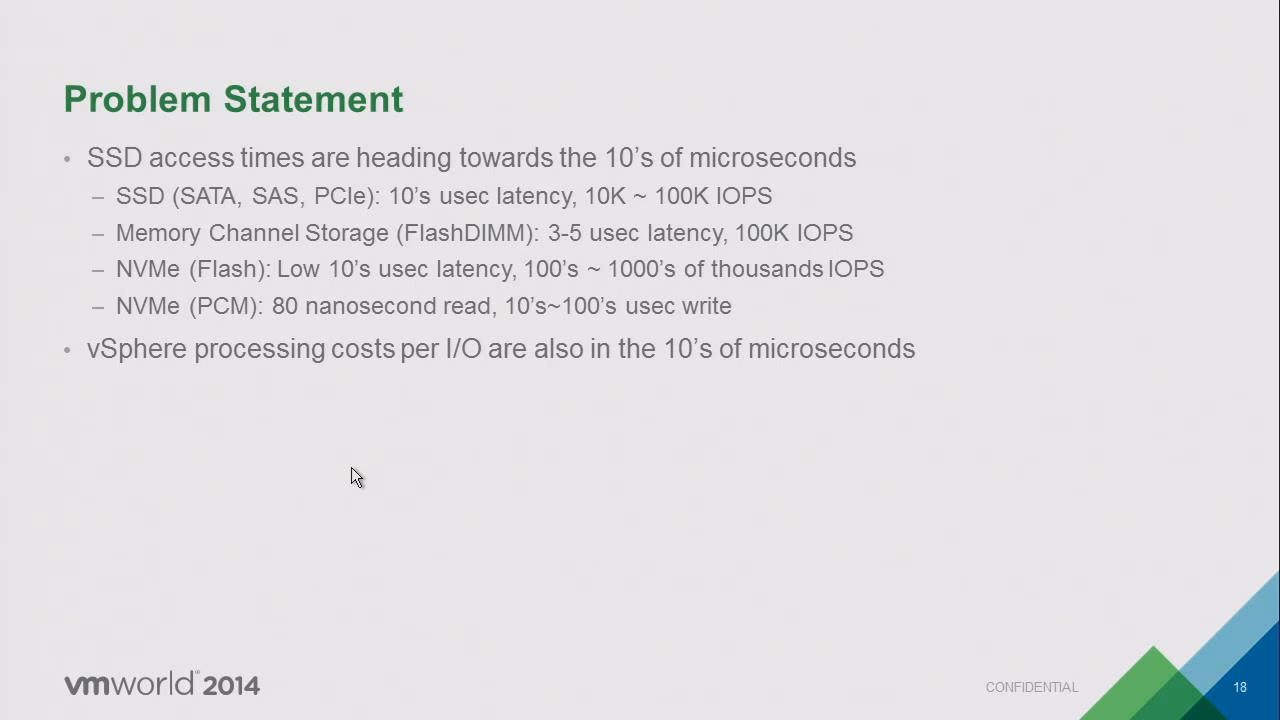 Problem Statement
• SSD access times are heading towards the 10’s of microseconds
– SSD (SATA, SAS, PCIe): 10’s usec latency, 10K ~ 100K IOPS
– Memory Channel Storage (FlashDIMM): 3-5 usec latency, 100K IOPS
– NVMe (Flash): Low 10’s usec latency, 100’s ~ 1000’s of thousands IOPS
– NVMe (PCM): 80 nanosecond read, 10’s~100’s usec write
• vSphere processing costs per I/O are also in the 10’s of microseconds
vmworld 2014
CONFIDENTIAL
18